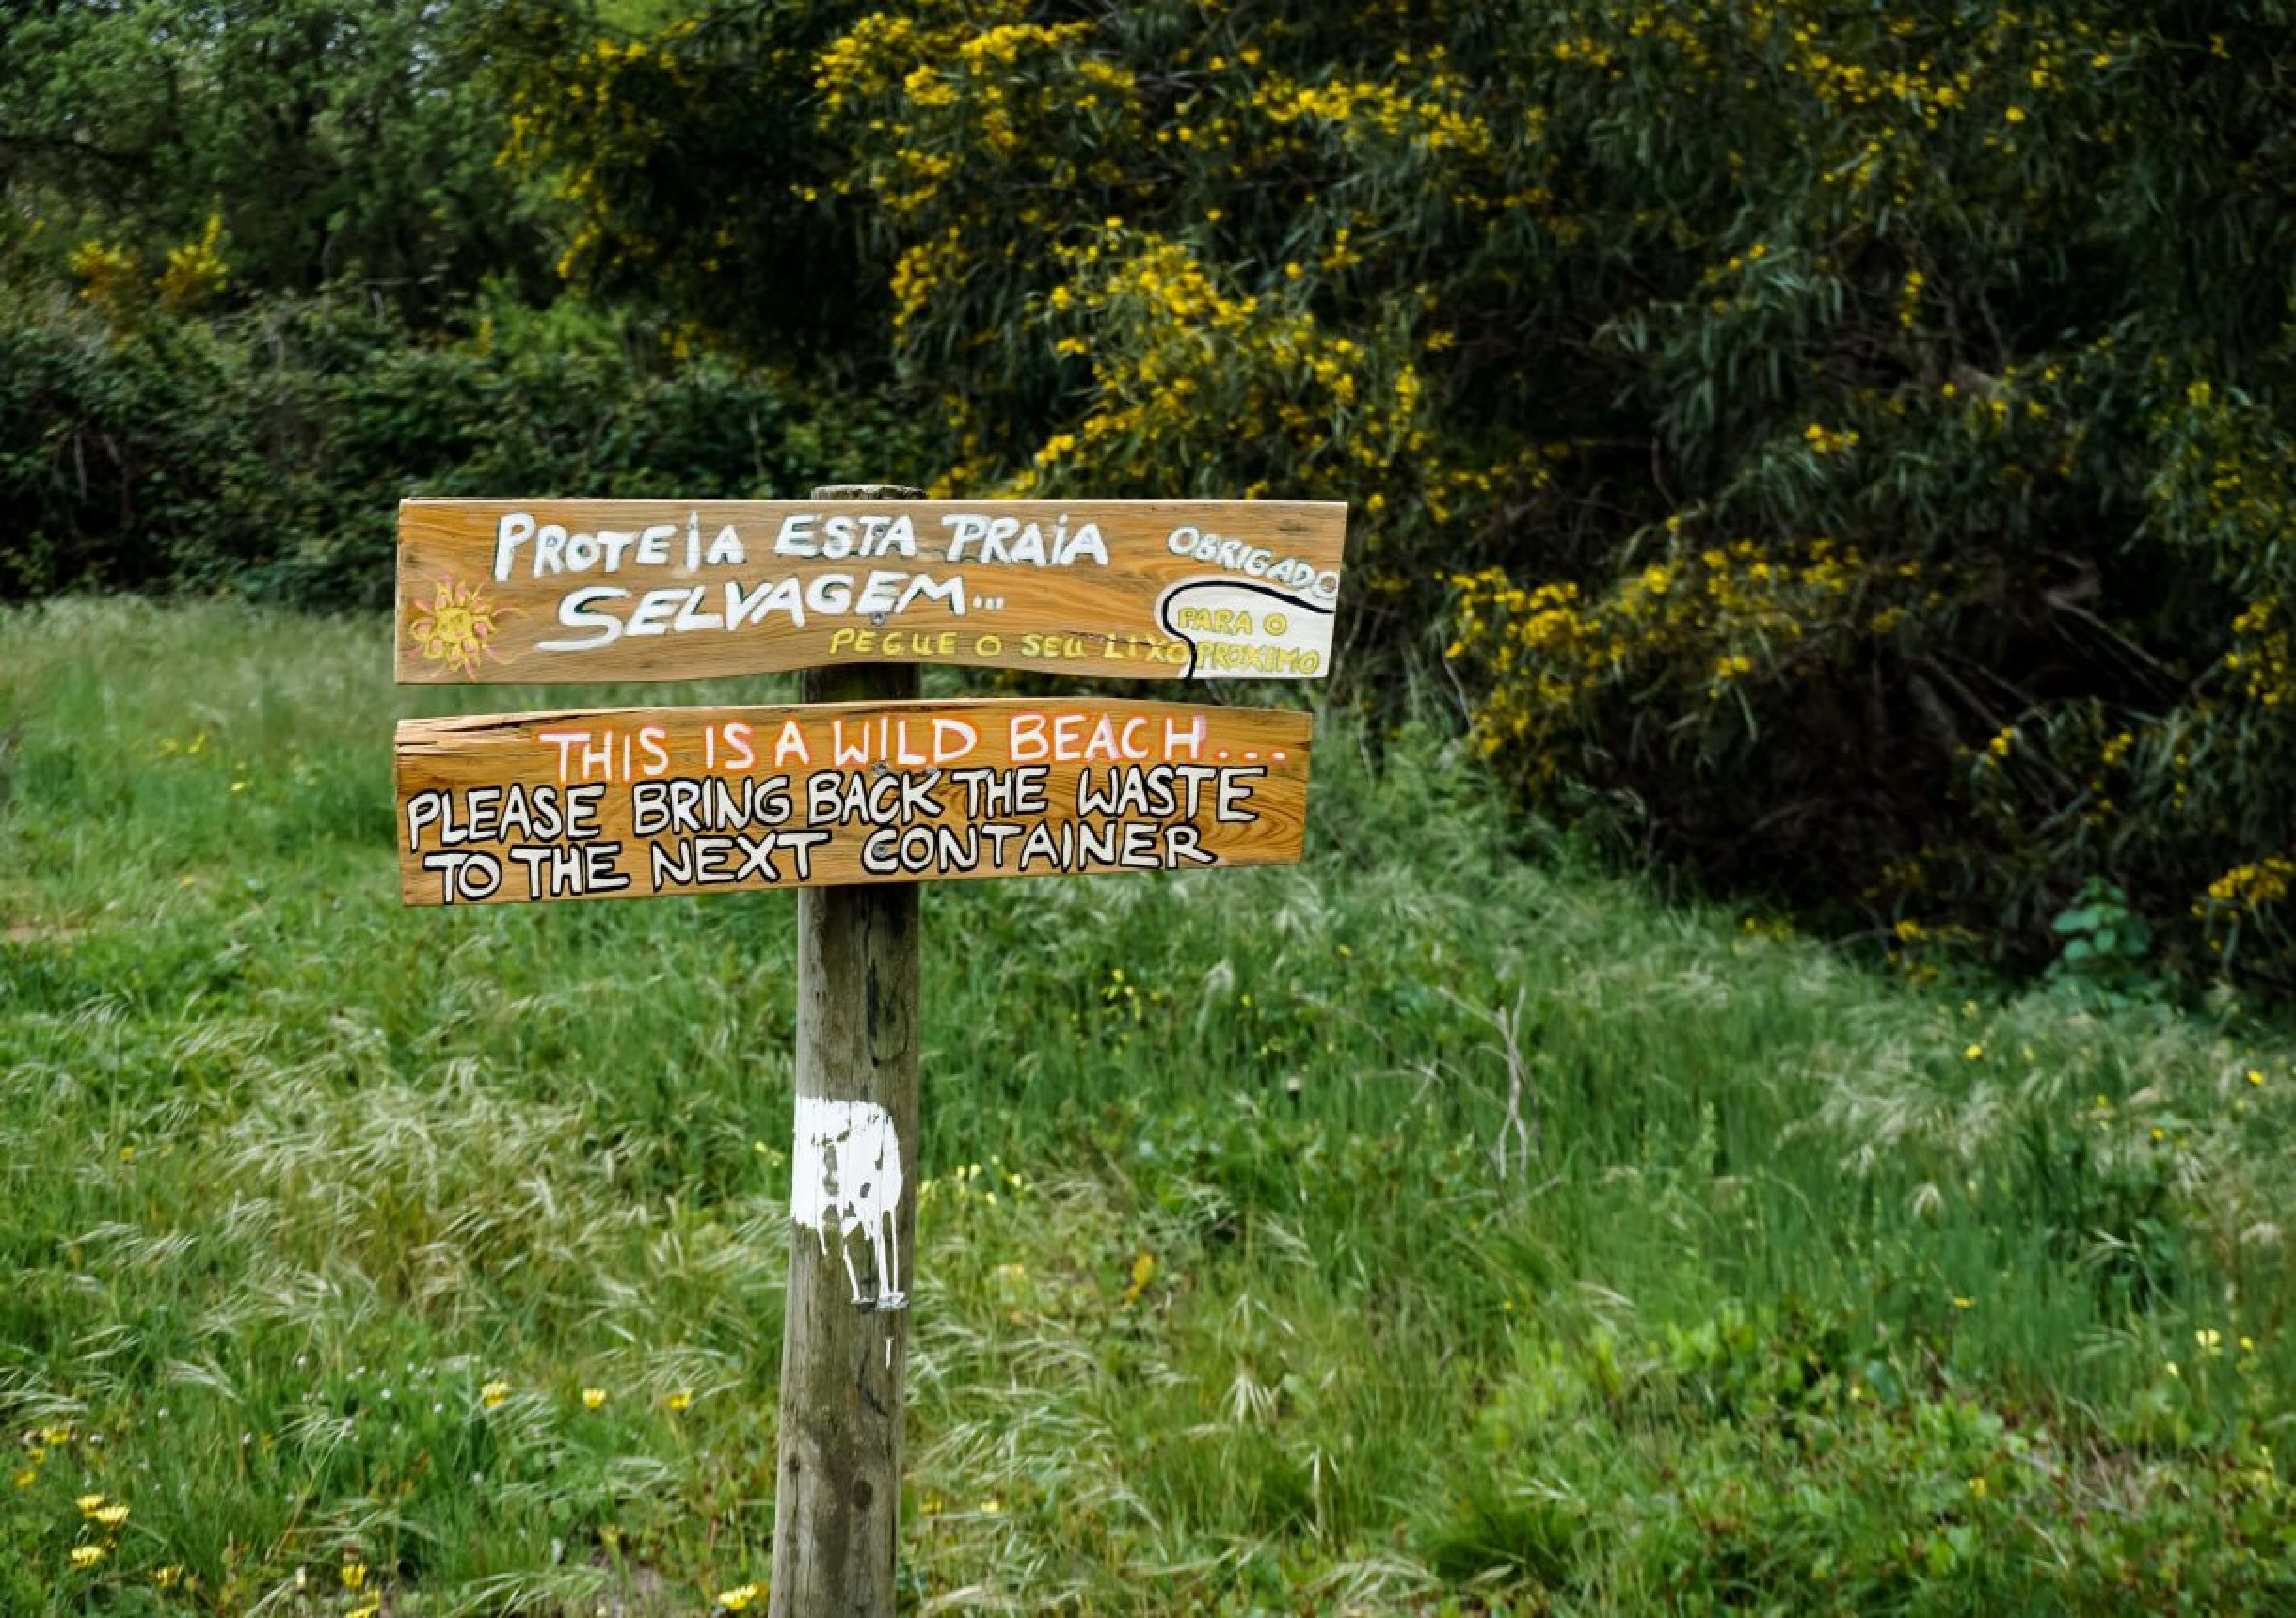 PROTEJA ESTA PRAIA
SELVAGEM...
OBRIGADO
PEGUE O SEU LIXO
PARA O
PROXIMO
THIS IS A WILD BEACH...
PLEASE BRING BACK THE WASTE
TO THE NEXT CONTAINER